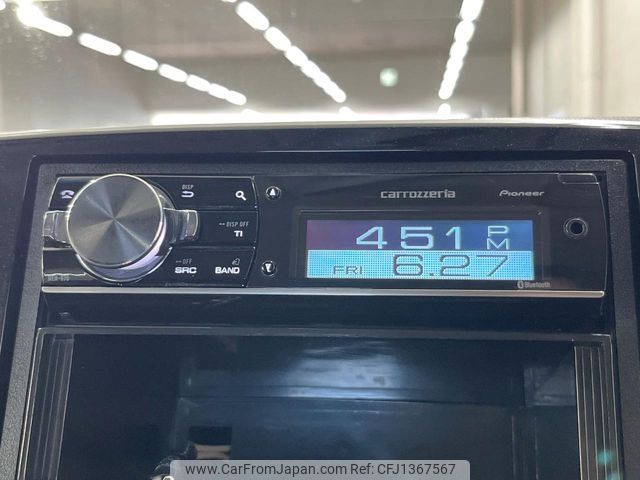 carrozzeria
Pioneer
DISP
DISP OFF
TI
OFF
SRC
BAND
4 51 PM
FRI 6.27
Bluetooth
www.CarFromJapan.com | CFJ1367567